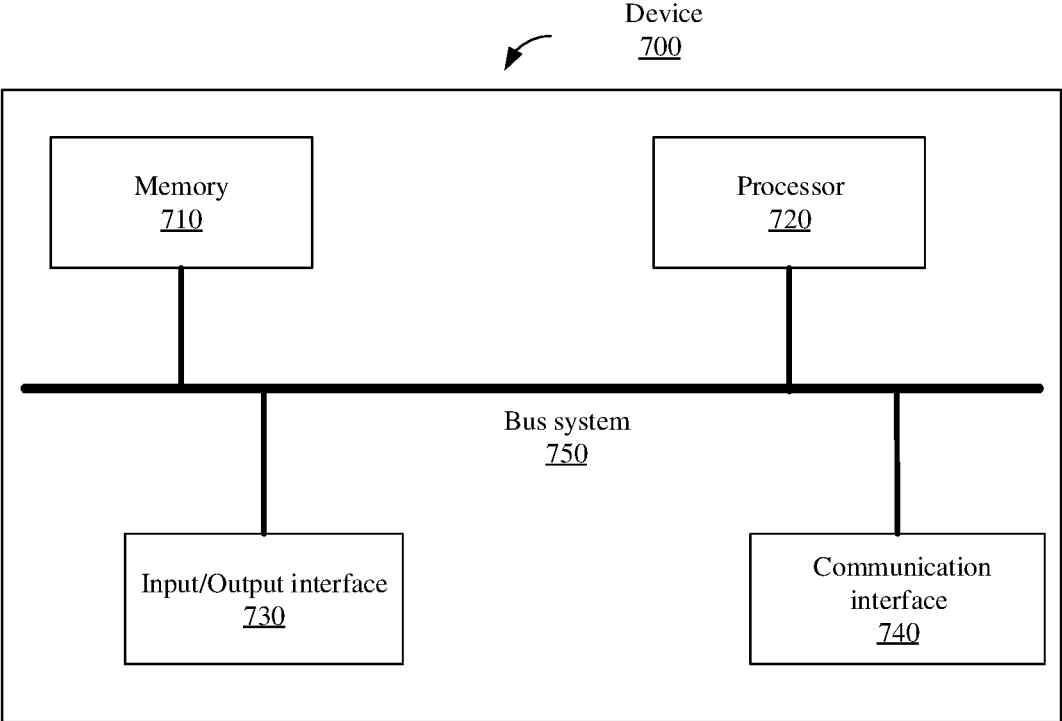 Device
700
Memory
710
Processor
720
Bus system
750
Input/Output interface
730
Communication
interface
740